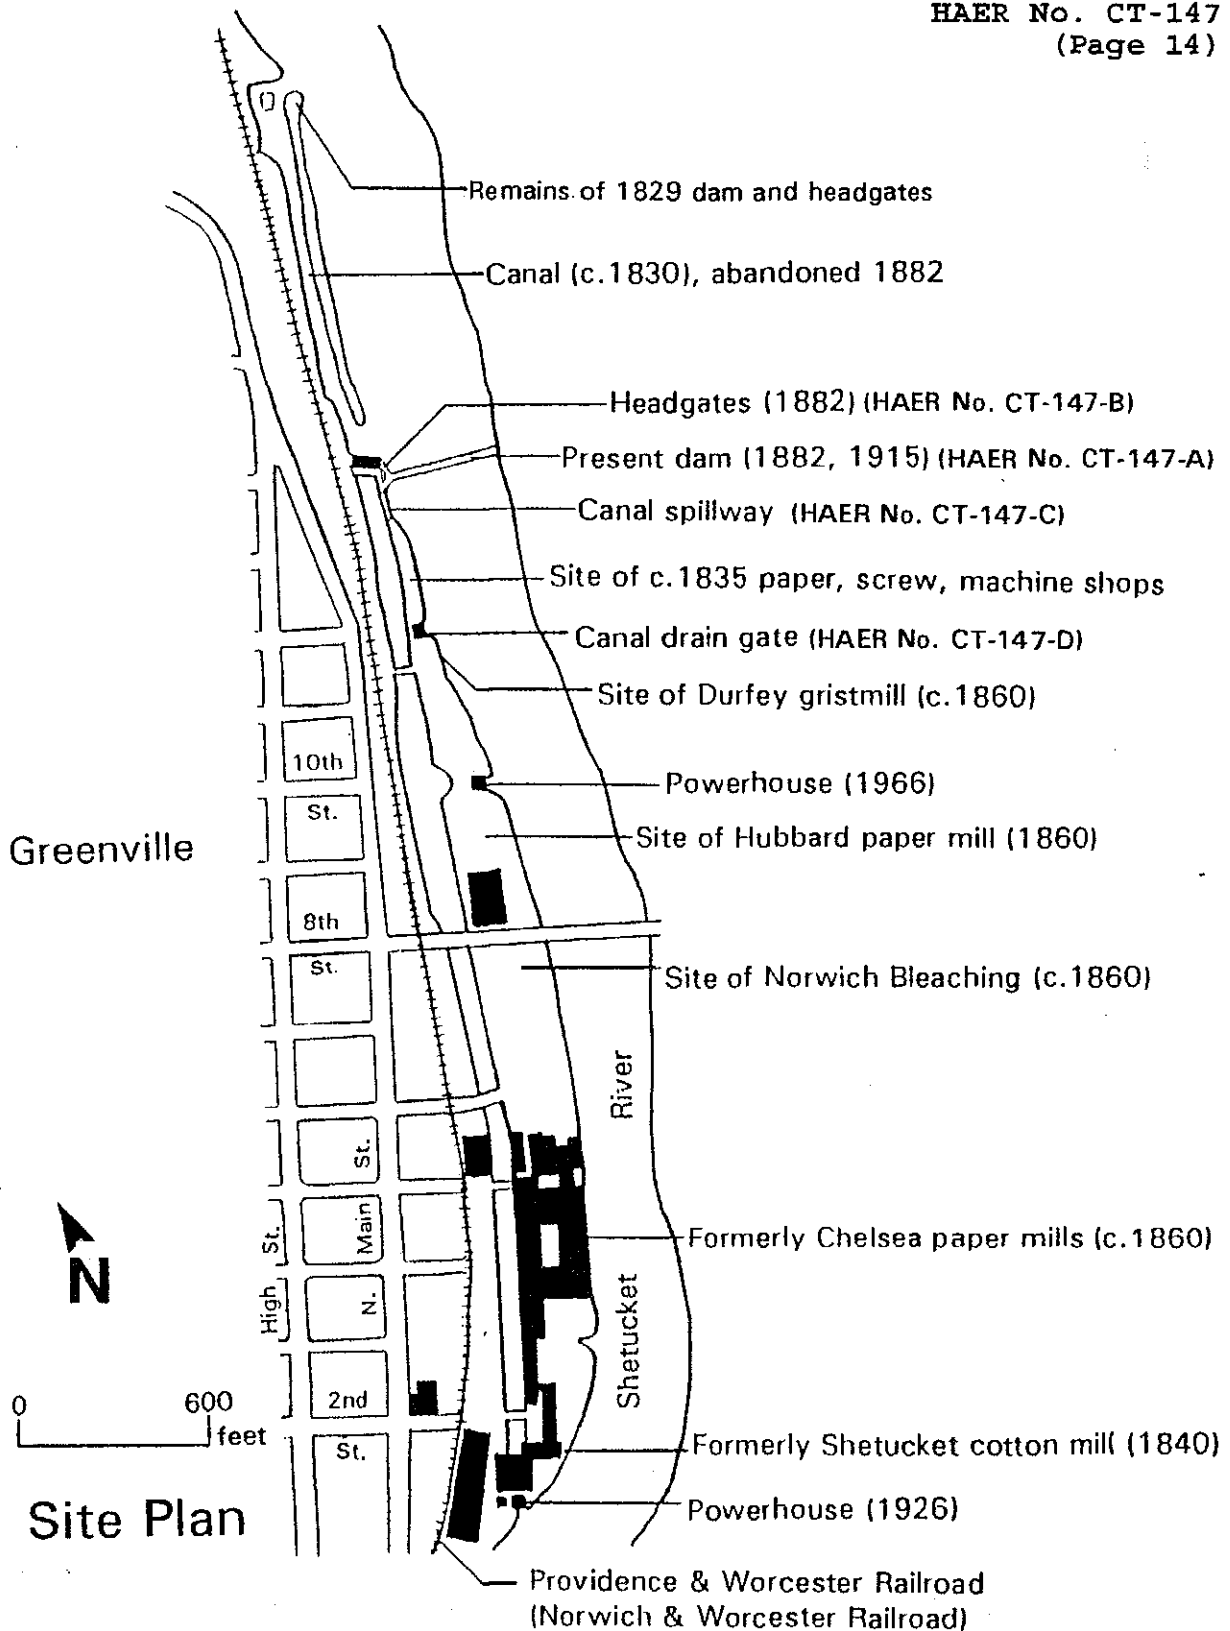 HAER No. CT-147
(Page 14)
Remains of 1829 dam and headgates
Canal (c.1830), abandoned 1882
Headgates (1882) (HAER No. CT-147-B)
Present dam (1882, 1915) (HAER No. CT-147-A)
Canal spillway (HAER No. CT-147-C)
Site of c.1835 paper, screw, machine shops
Canal drain gate (HAER No. CT-147-D)
Site of Durfey gristmill (c.1860)
10th
St.
Powerhouse (1966)
Site of Hubbard paper mill (1860)
Greenville
8th
St.
Site of Norwich Bleaching (c.1860)
Shetucket River
High St.
N. Main St.
Formerly Chelsea paper mills (c.1860)
N
0 600
feet
2nd
St.
Formerly Shetucket cotton mill (1840)
Powerhouse (1926)
Site Plan
Providence & Worcester Railroad
(Norwich & Worcester Railroad)